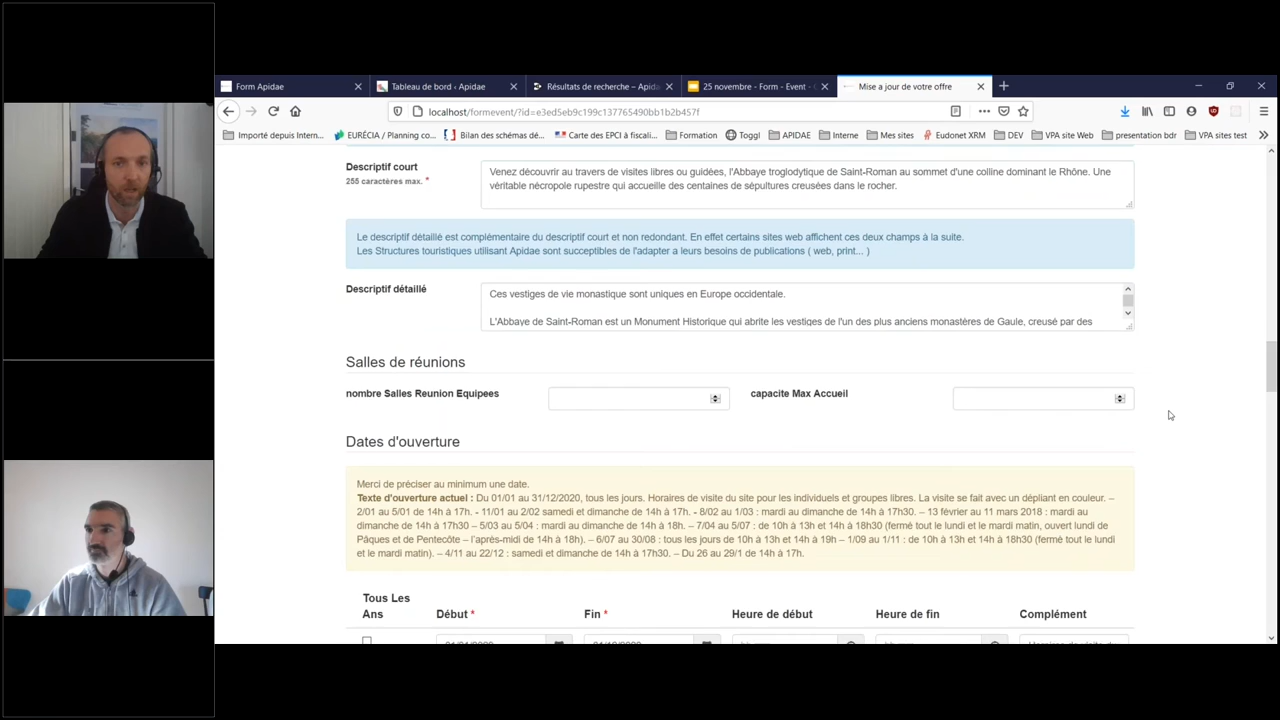 Form Apidae
Tableau de bord ‹ Apidae
Résultats de recherche – Apida
25 novembre - Form - Event -
Mise a jour de votre offre
localhost/formevent/?id=e3ed5eb9c199c137765490bb1b2b457f
Importé depuis Intern...
EURÉCIA / Planning co...
Bilan des schémas dé...
Carte des EPCI à fiscali...
Formation
Toggl
APIDAE
Interne
Mes sites
Eudonet XRM
DEV
VPA site Web
presentation bdr
VPA sites test
Descriptif court
255 caractères max. *
Venez découvrir au travers de visites libres ou guidées, l'Abbaye troglodytique de Saint-Roman au sommet d'une colline dominant le Rhône. Une
véritable nécropole rupestre qui accueille des centaines de sépultures creusées dans le rocher.
Le descriptif détaillé est complémentaire du descriptif court et non redondant. En effet certains sites web affichent ces deux champs à la suite.
Les Structures touristiques utilisant Apidae sont succeptibles de l'adapter a leurs besoins de publications ( web, print... )
Descriptif détaillé
Ces vestiges de vie monastique sont uniques en Europe occidentale.
L'Abbaye de Saint-Roman est un Monument Historique qui abrite les vestiges de l'un des plus anciens monastères de Gaule, creusé par des
Salles de réunions
nombre Salles Reunion Equipees
capacite Max Accueil
Dates d'ouverture
Merci de préciser au minimum une date.
Texte d'ouverture actuel : Du 01/01 au 31/12/2020, tous les jours. Horaires de visite du site pour les individuels et groupes libres. La visite se fait avec un dépliant en couleur. –
2/01 au 5/01 de 14h à 17h. - 11/01 au 2/02 samedi et dimanche de 14h à 17h. - 8/02 au 1/03 : mardi au dimanche de 14h à 17h30. – 13 février au 11 mars 2018 : mardi au
dimanche de 14h à 17h30 – 5/03 au 5/04 : mardi au dimanche de 14h à 18h. – 7/04 au 5/07 : de 10h à 13h et 14h à 18h30 (fermé tout le lundi et le mardi matin, ouvert lundi de
Pâques et de Pentecôte – l'après-midi de 14h à 18h). – 6/07 au 30/08 : tous les jours de 10h à 13h et 14h à 19h – 1/09 au 1/11 : de 10h à 13h et 14h à 18h30 (fermé tout le lundi
et le mardi matin). – 4/11 au 22/12 : samedi et dimanche de 14h à 17h30. – Du 26 au 29/1 de 14h à 17h.
Tous Les
Ans
Début *
Fin *
Heure de début
Heure de fin
Complément